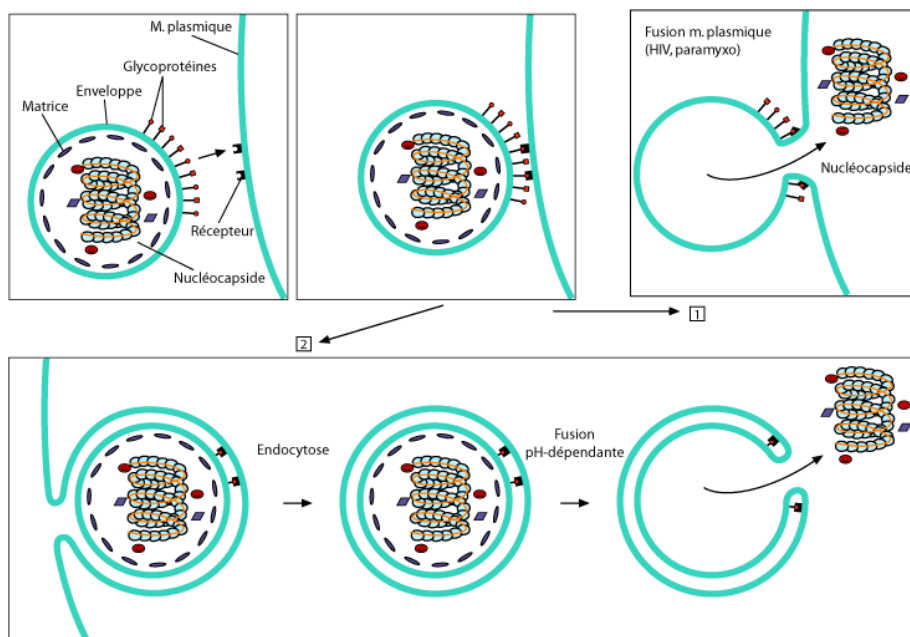 M. plasmique
Glycoprotéines
Enveloppe
Matrice
Récepteur
Nucléocapside
Fusion m. plasmique
(HIV, paramyxo)
Nucléocapside
1
2
Endocytose
Fusion
pH-dépendante